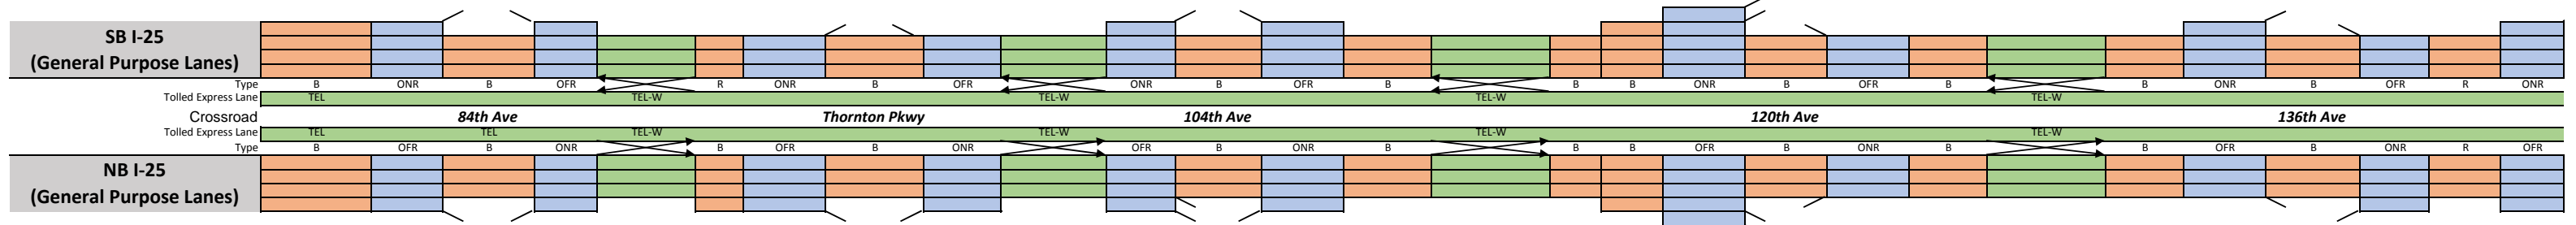 SB I-25
(General Purpose Lanes)
Type B ONR B OFR R ONR B OFR ONR B OFR B B B ONR B OFR B B ONR B OFR R ONR
Tolled Express Lane TEL TEL-W TEL-W TEL-W TEL-W
Crossroad 84th Ave Thornton Pkwy 104th Ave 120th Ave 136th Ave
Tolled Express Lane TEL TEL TEL-W TEL-W TEL-W TEL-W
Type B OFR B ONR B OFR B ONR OFR B ONR B B B OFR B ONR B B OFR B ONR R OFR
NB I-25
(General Purpose Lanes)